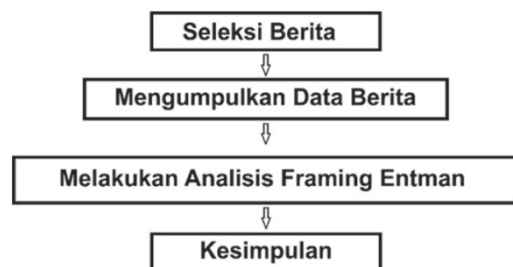 Seleksi Berita
Mengumpulkan Data Berita
Melakukan Analisis Framing Entman
Kesimpulan